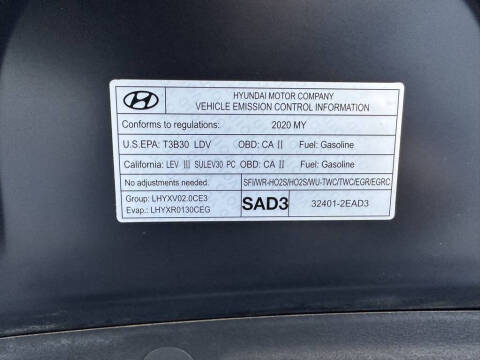 HYUNDAI MOTOR COMPANY
VEHICLE EMISSION CONTROL INFORMATION
Conforms to regulations: 2020 MY
U.S.EPA: T3B30 LDV OBD: CA II Fuel: Gasoline
California: LEV III SULEV30 PC OBD: CA II Fuel: Gasoline
No adjustments needed. SFI/WR-HO2S/HO2S/WU-TWC/TWC/EGR/EGRC
Group: LHYXV02.0CE3
Evap.: LHYXR0130CEG
SAD3
32401-2EAD3